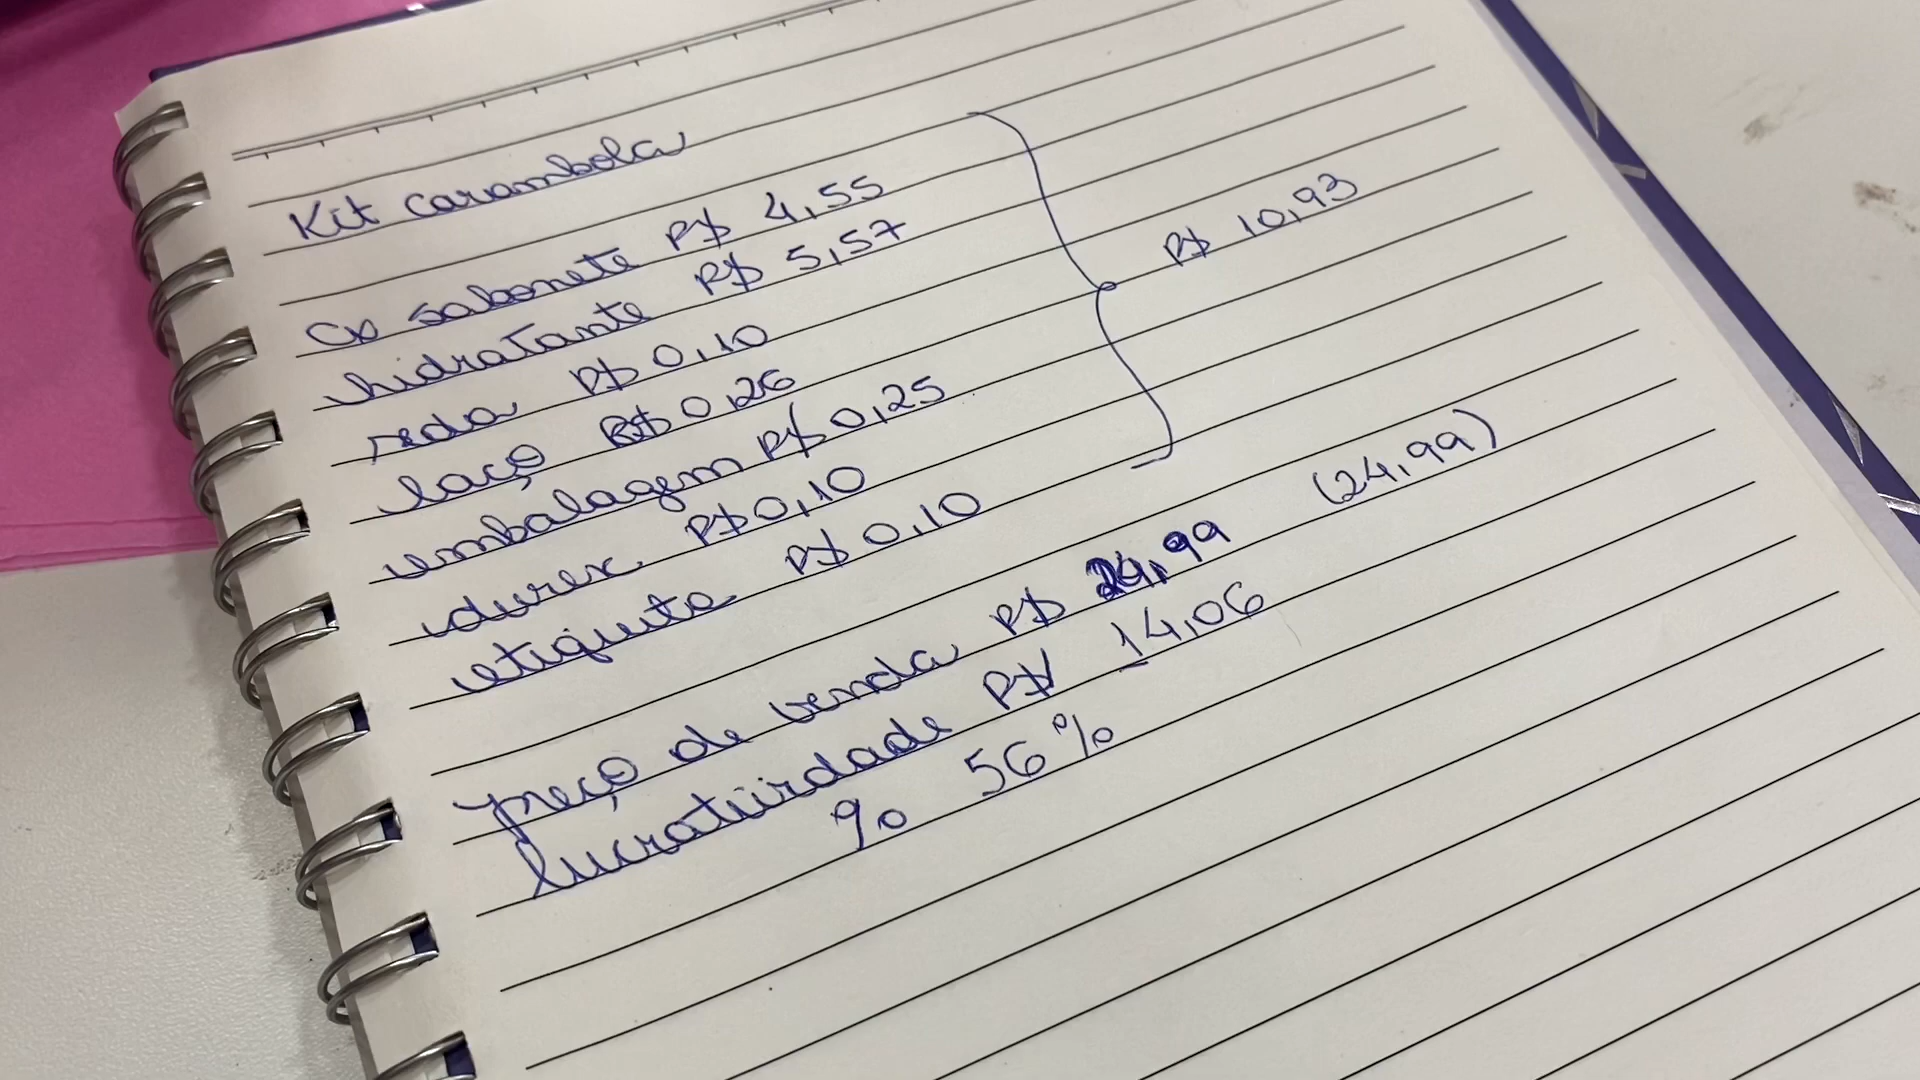 Kit carambola
cx sabonete R$ 4,55
hidratante R$ 5,57
seda R$ 0,10
laço R$ 0,26
embalagem R$ 0,25
durex R$ 0,10
etiqueta R$ 0,10
R$ 10,93
preço de venda R$ 24,99 (24,99)
lucratividade R$ 14,06
% 56%